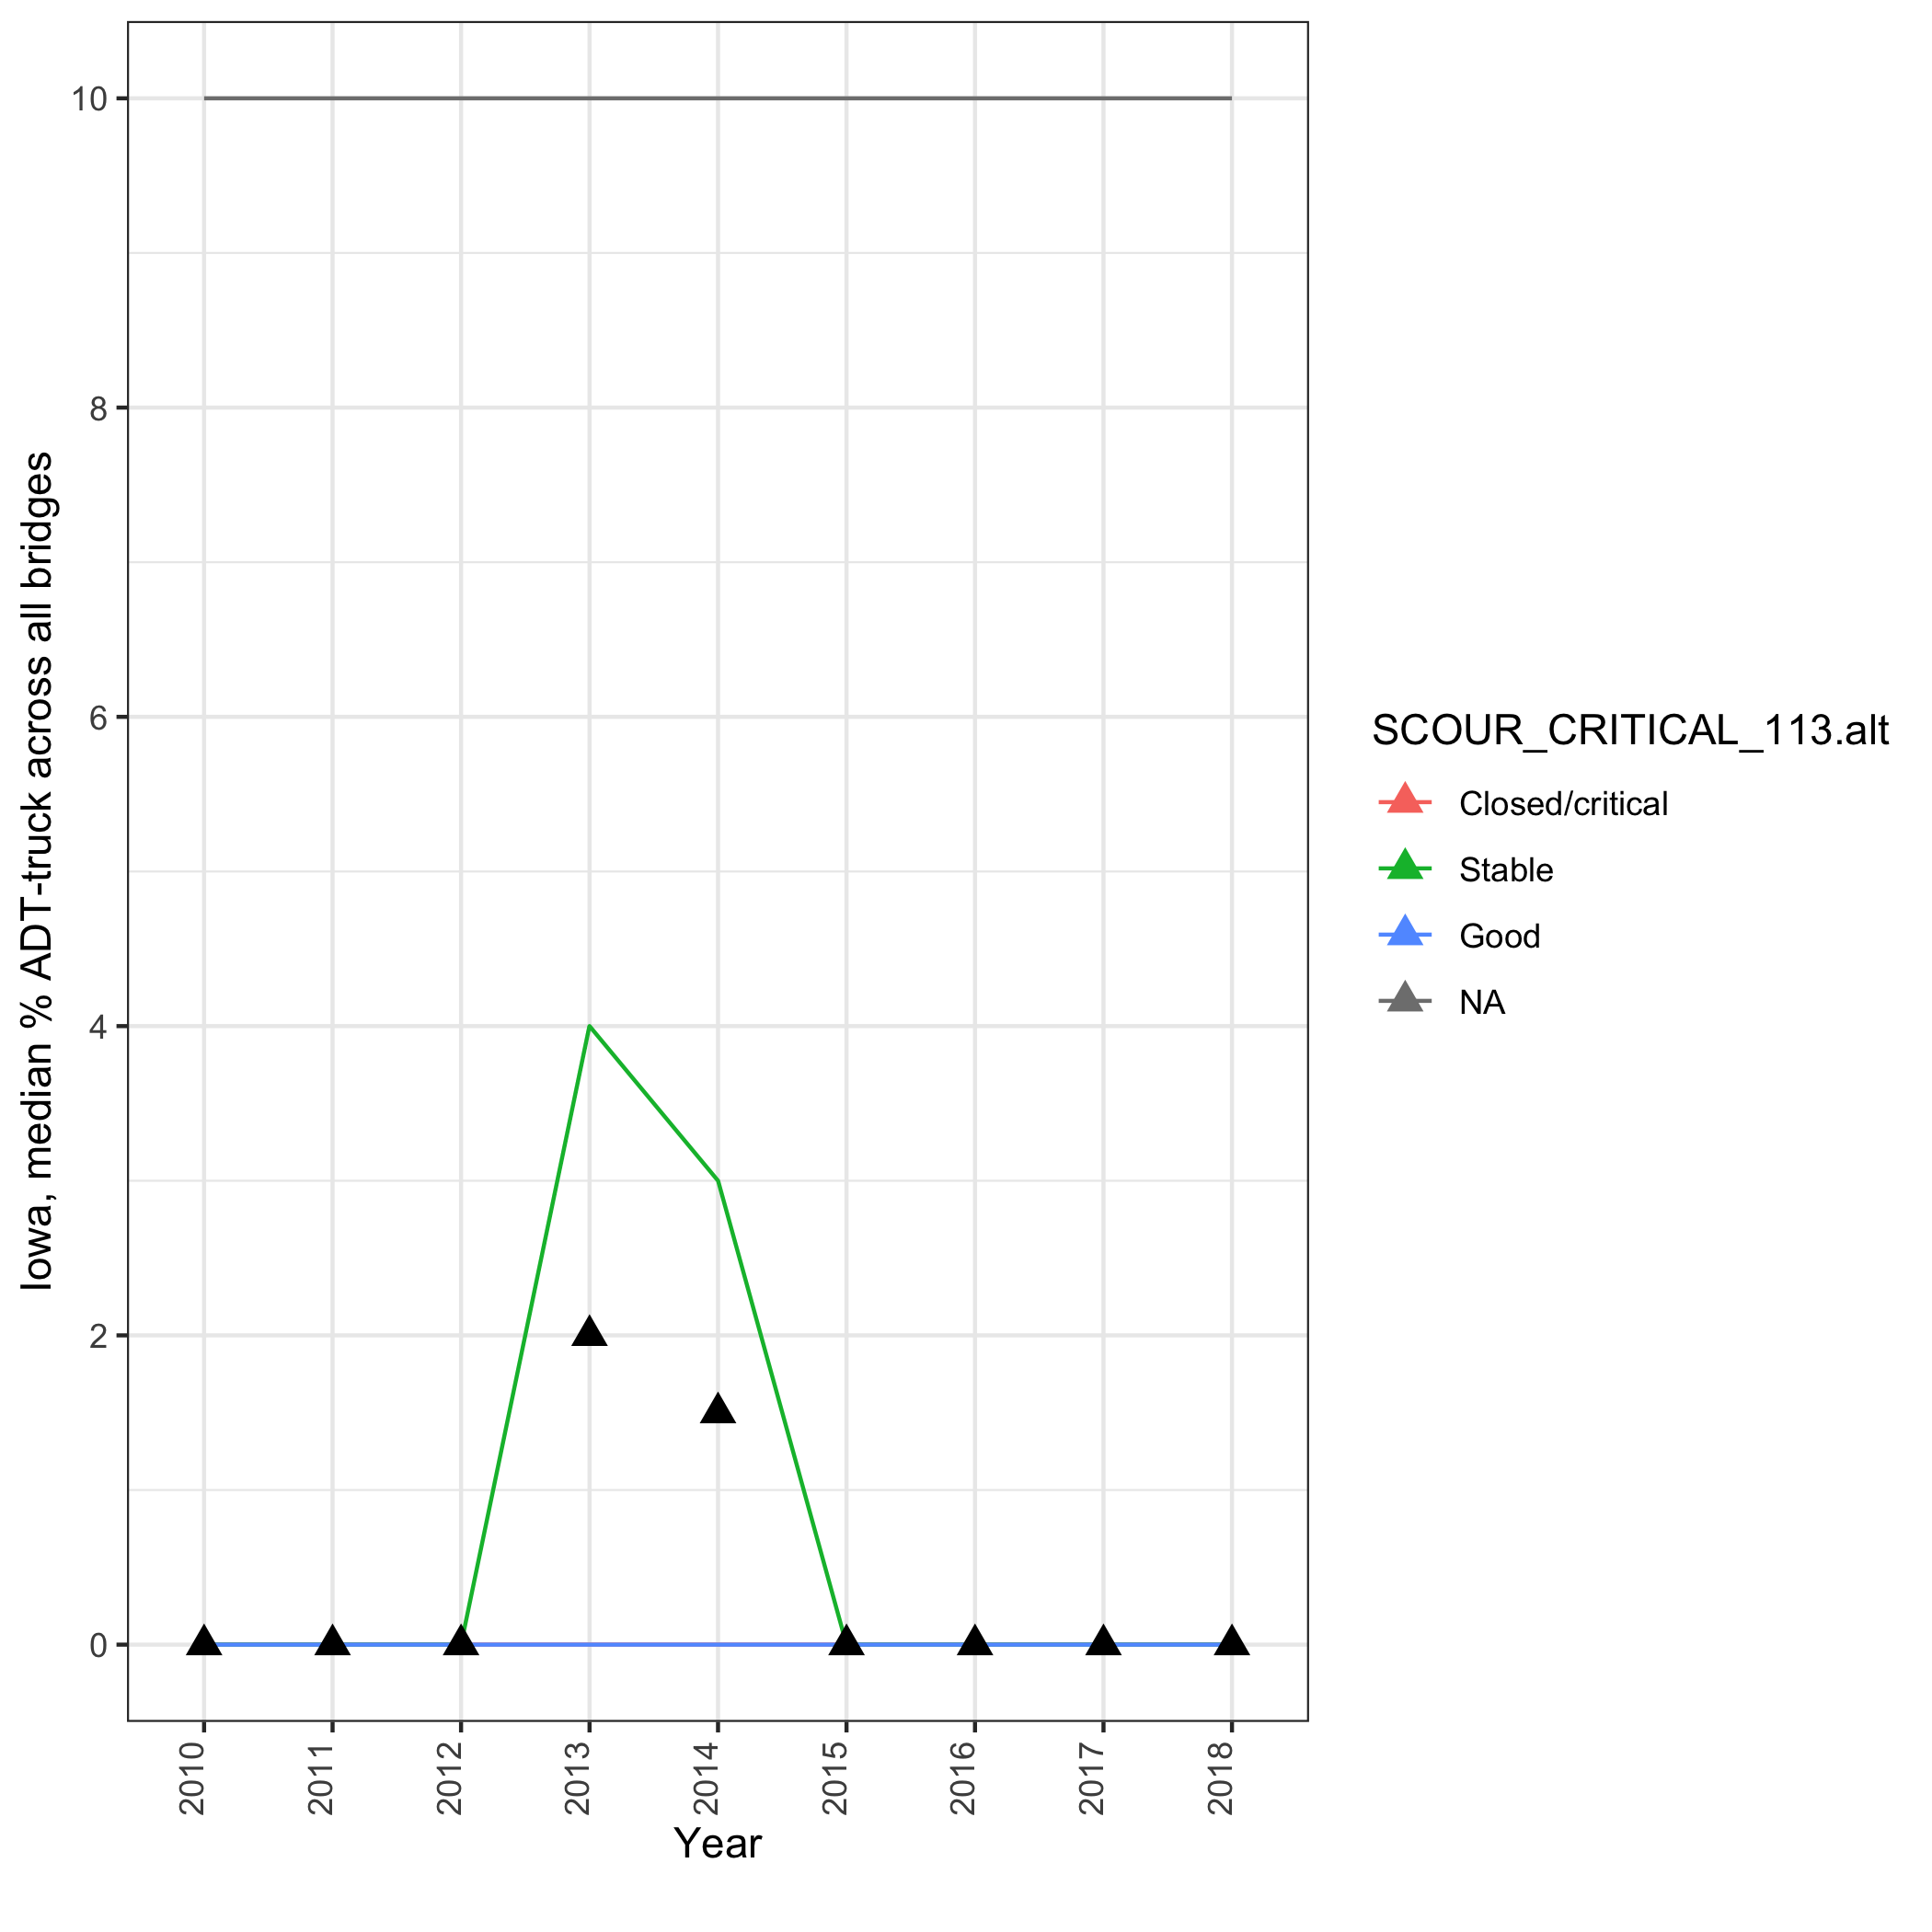 Iowa, median % ADT-truck across all bridges
10
8
6
4
2
0
2010
2011
2012
2013
2014
2015
2016
2017
2018
Year
SCOUR_CRITICAL_113.alt
Closed/critical
Stable
Good
NA